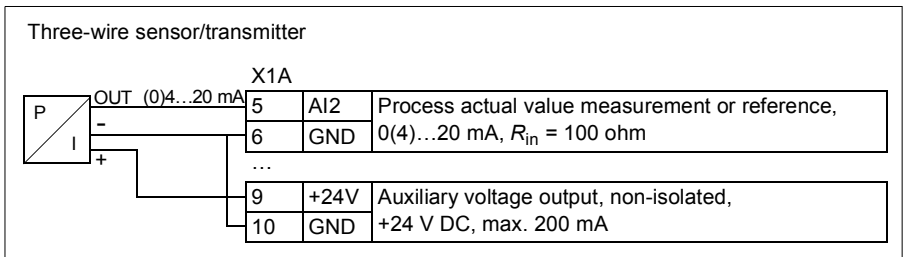 Three-wire sensor/transmitter
X1A
P
I
OUT (0)4…20 mA
-
+
5 AI2 Process actual value measurement or reference,
6 GND 0(4)…20 mA, Rin = 100 ohm
…
9 +24V Auxiliary voltage output, non-isolated,
10 GND +24 V DC, max. 200 mA